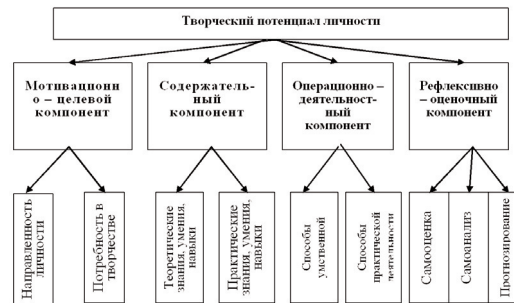 Творческий потенциал личности
Мотивационн
о – целевой
компонент
Содержатель-
ный
компонент
Операционно –
деятельност-
ный
компонент
Рефлексивно
– оценочный
компонент
Направленность
личности
Потребность в
творчестве
Теоретические
знания, умения,
навыки
Практические
знания, умения,
навыки
Способы
умственной
Способы
практической
деятельности
Самооценка
Самоанализ
Прогнозирование